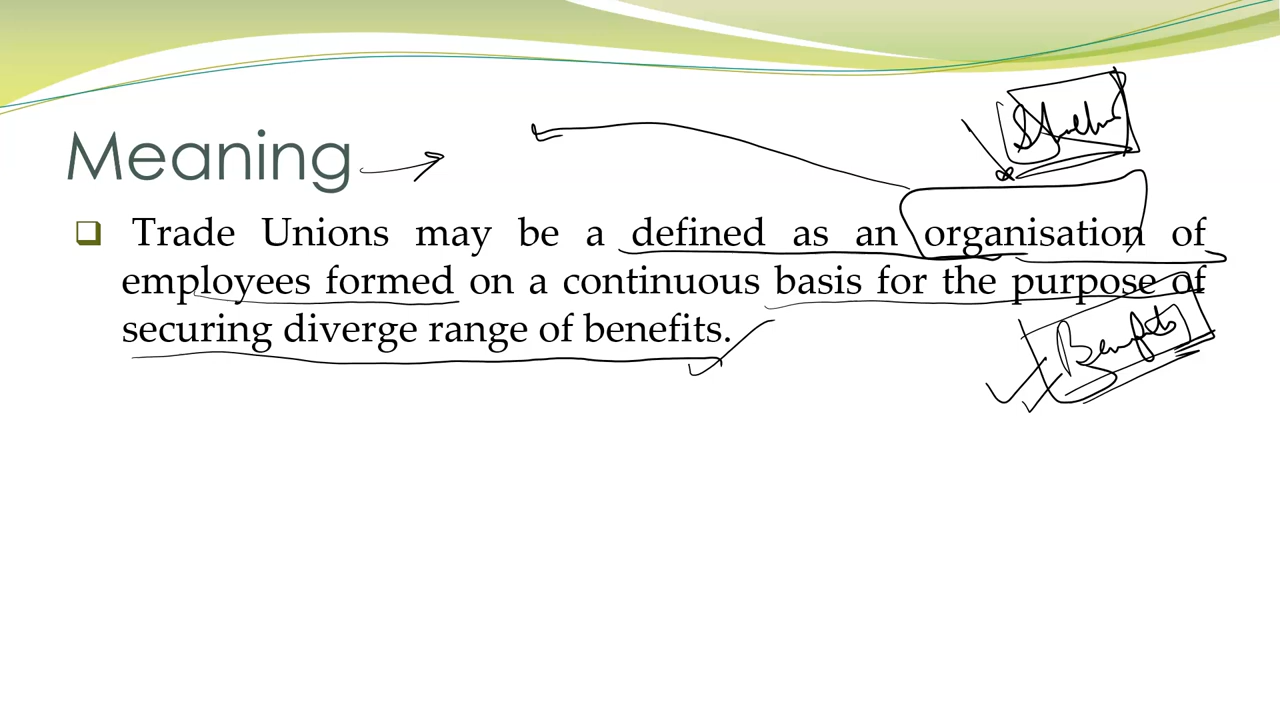 Meaning
Trade Unions may be a defined as an organisation of
employees formed on a continuous basis for the purpose of
securing diverge range of benefits.
Benefits